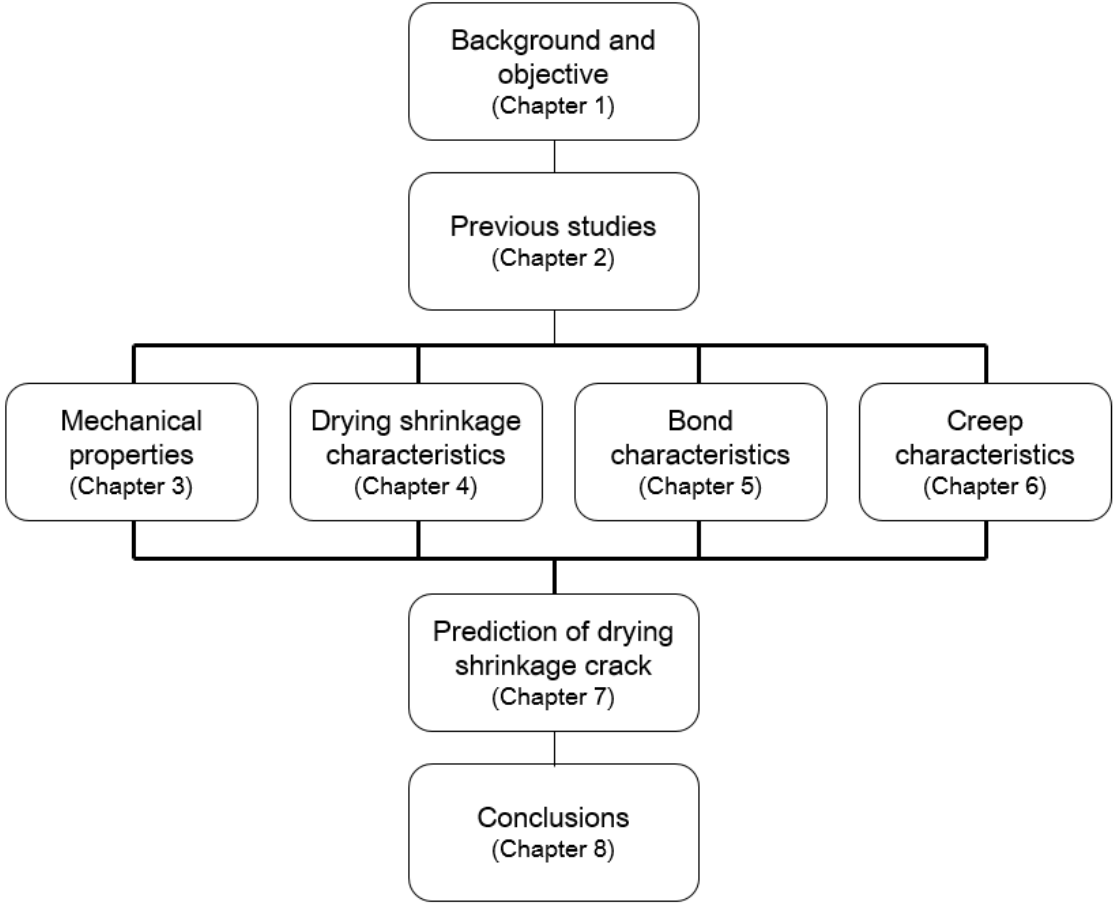 Background and
objective
(Chapter 1)
Previous studies
(Chapter 2)
Mechanical
properties
(Chapter 3)
Drying shrinkage
characteristics
(Chapter 4)
Bond
characteristics
(Chapter 5)
Creep
characteristics
(Chapter 6)
Prediction of drying
shrinkage crack
(Chapter 7)
Conclusions
(Chapter 8)